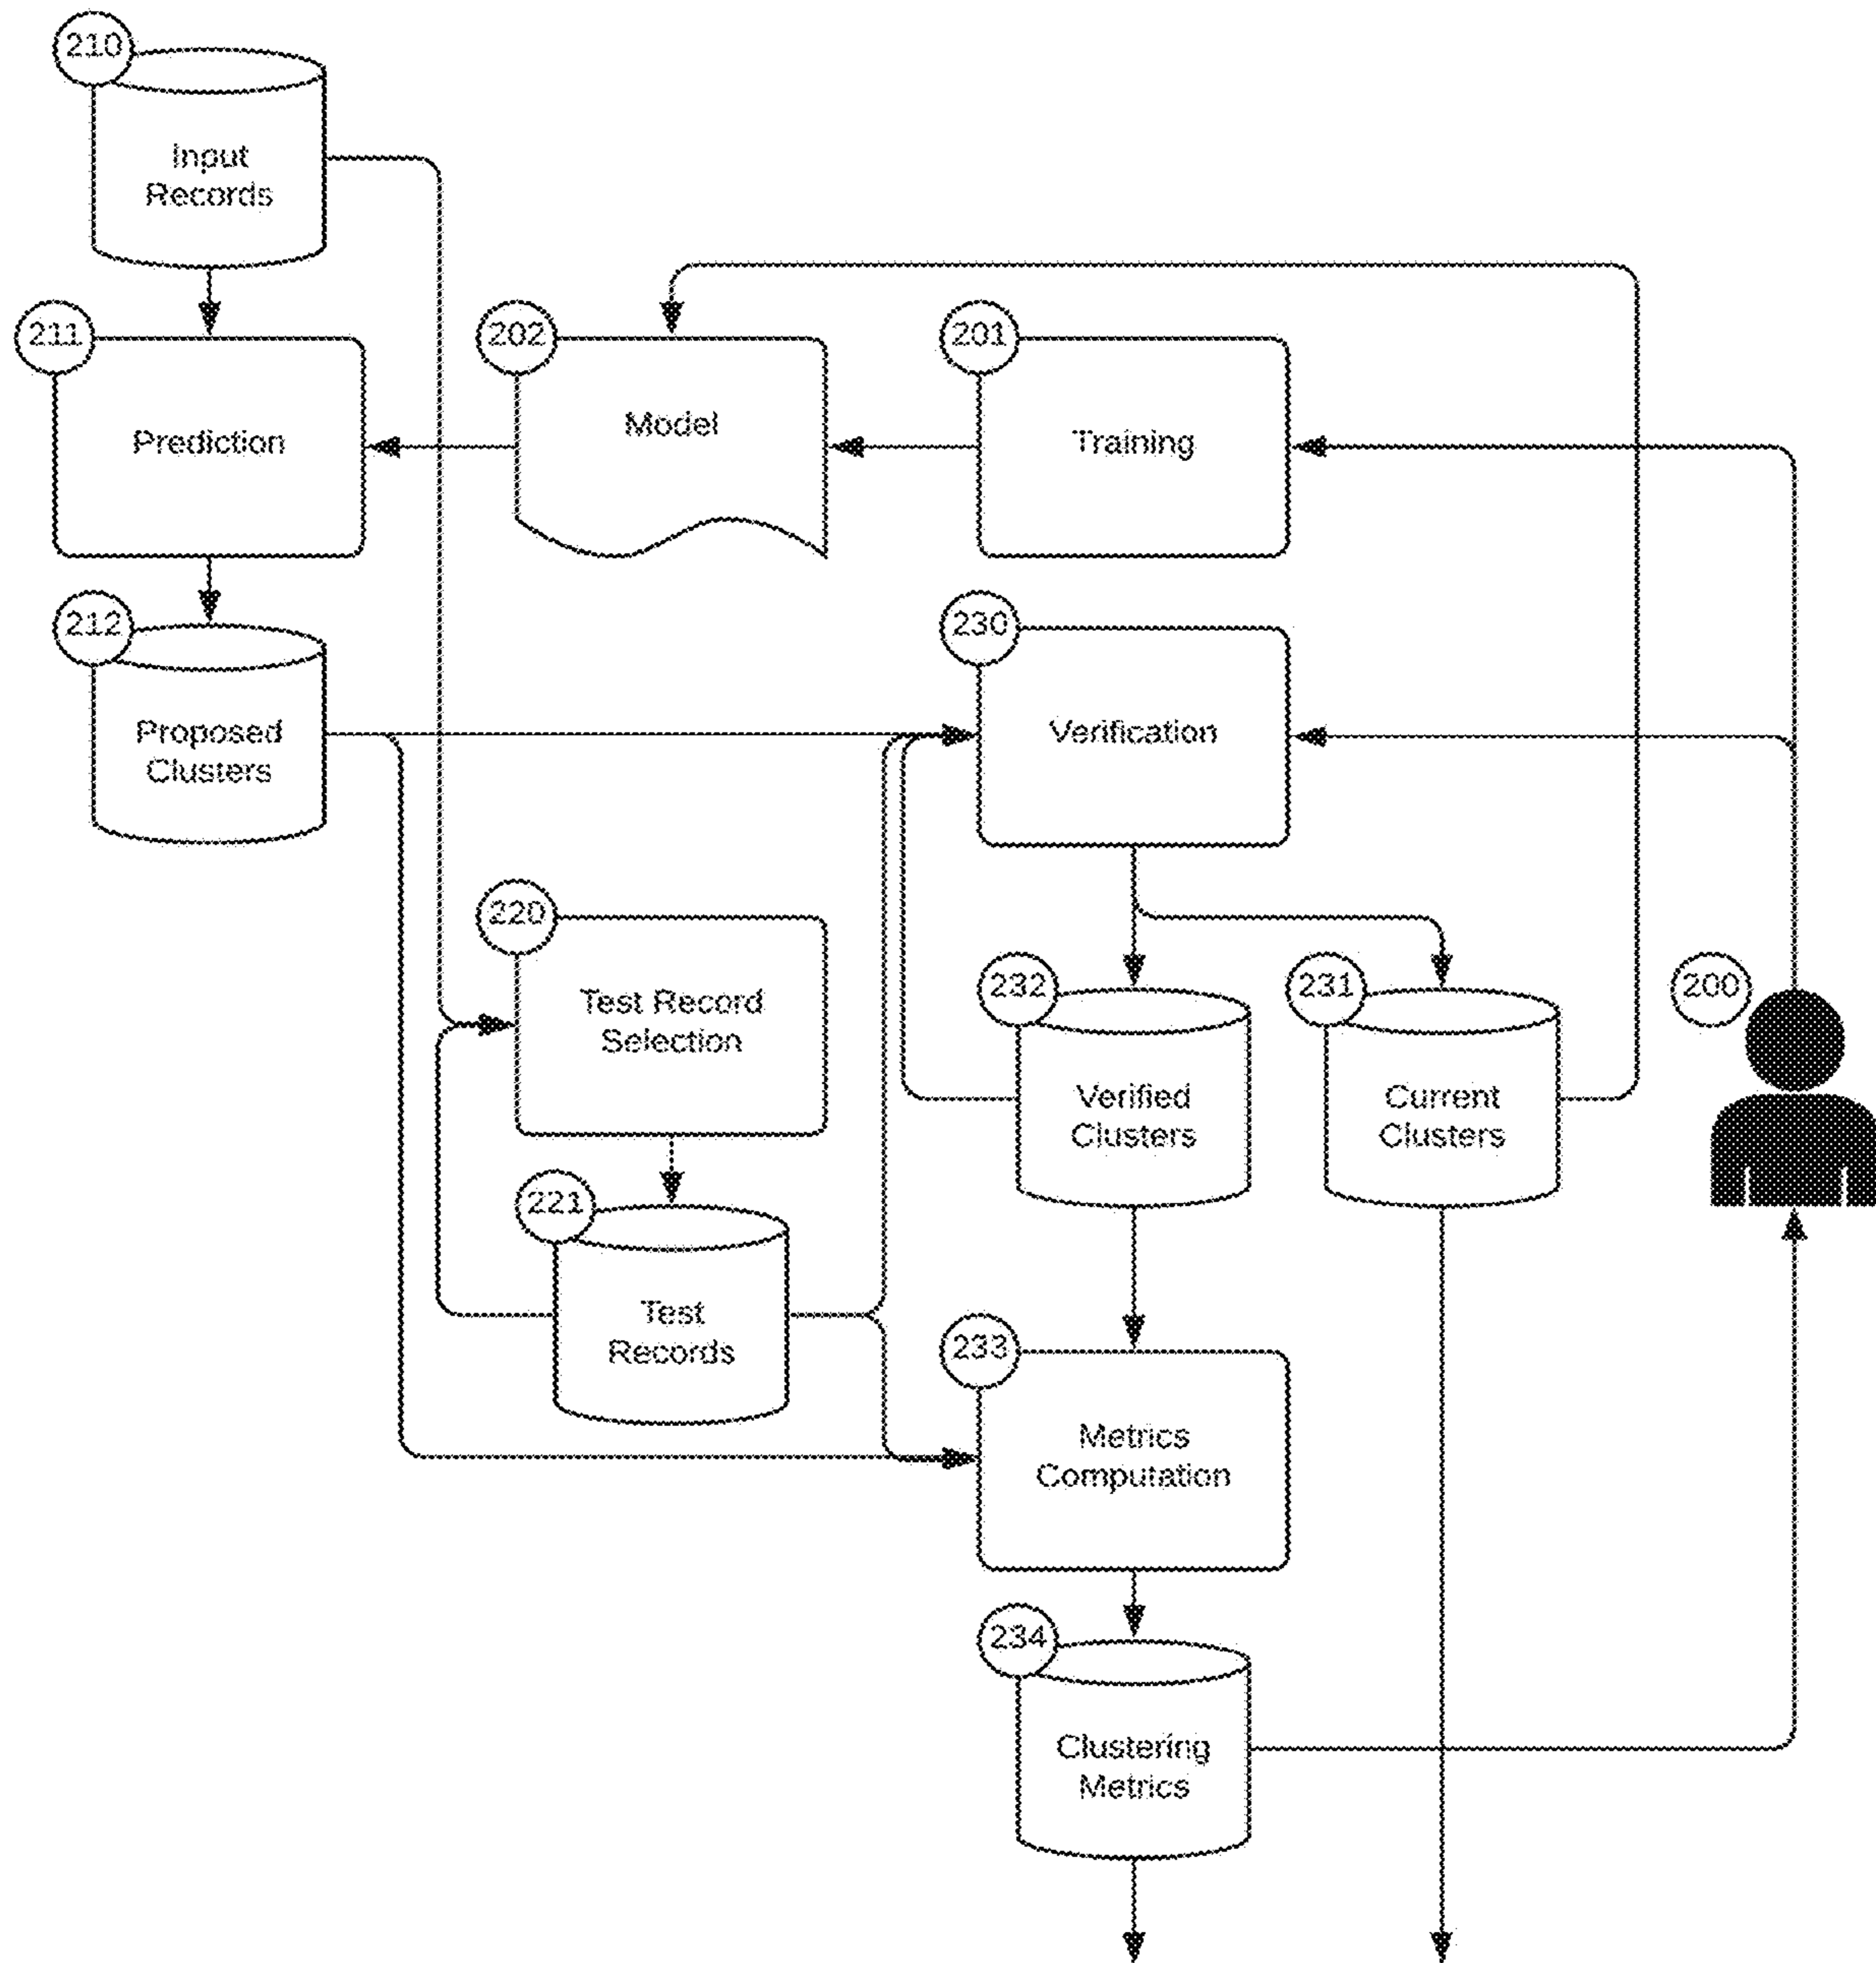 210
Input
Records
211
Prediction
202
Model
201
Training
212
Proposed
Clusters
230
Verification
220
Test Record
Selection
232
Verified
Clusters
231
Current
Clusters
200
221
Test
Records
233
Metrics
Computation
234
Clustering
Metrics